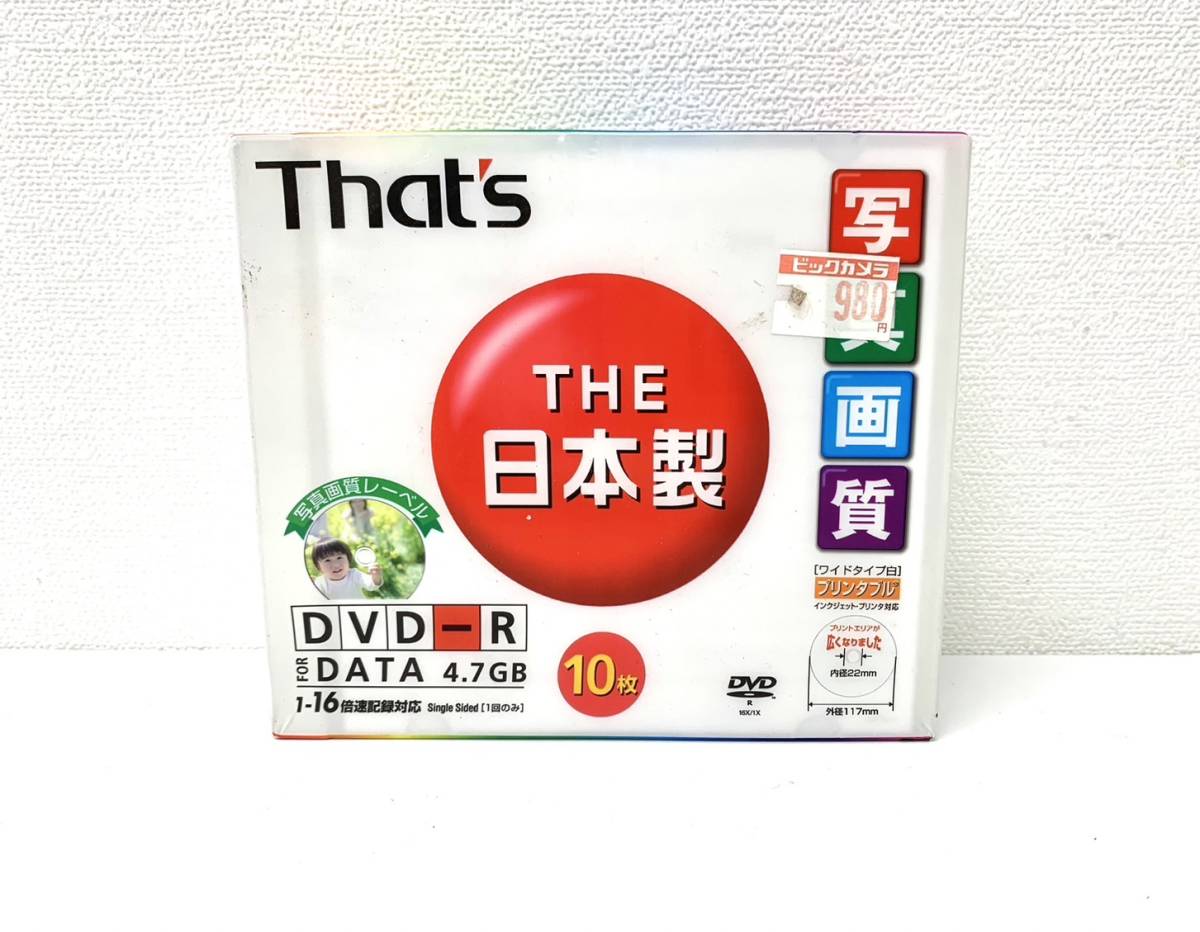 That's
写
ビックカメラ
980
円
真
画
質
THE
日本製
写真画質レーベル
DVD-R
FOR DATA 4.7GB
1-16倍速記録対応 Single Sided [1回のみ]
10枚
DVD
R
16X/1X
[ワイドタイプ白]
プリンタブル
インクジェット・プリンタ対応
プリントエリアが
広くなりました
内径22mm
外径117mm